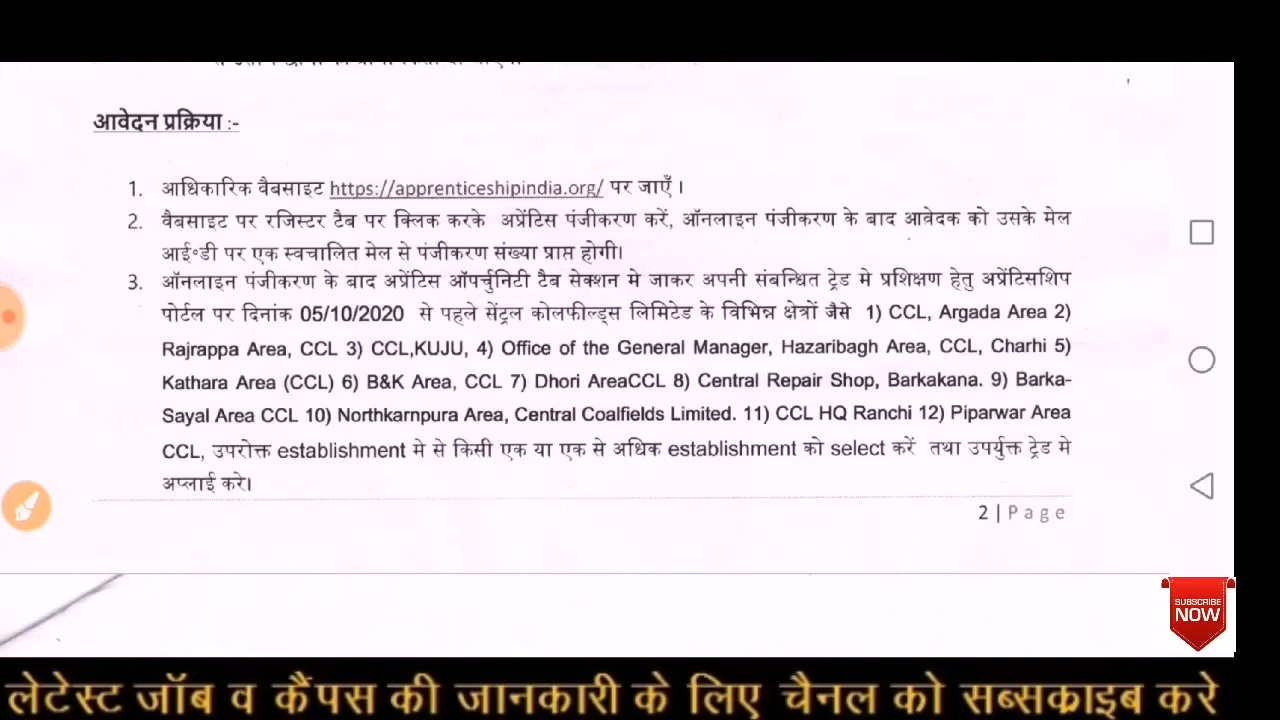 आवेदन प्रक्रिया :-
1. आधिकारिक वैबसाइट https://apprenticeshipindia.org/ पर जाएँ ।
2. वैबसाइट पर रजिस्टर टैब पर क्लिक करके अप्रेंटिस पंजीकरण करें, ऑनलाइन पंजीकरण के बाद आवेदक को उसके मेल
आई॰डी पर एक स्वचालित मेल से पंजीकरण संख्या प्राप्त होगी।
3. ऑनलाइन पंजीकरण के बाद अप्रेंटिस ऑपर्चुनिटी टैब सेक्शन मे जाकर अपनी संबन्धित ट्रेड मे प्रशिक्षण हेतु अप्रेंटिसशिप
पोर्टल पर दिनांक 05/10/2020 से पहले सेंट्रल कोलफील्ड्स लिमिटेड के विभिन्न क्षेत्रों जैसे 1) CCL, Argada Area 2)
Rajrappa Area, CCL 3) CCL,KUJU, 4) Office of the General Manager, Hazaribagh Area, CCL, Charhi 5)
Kathara Area (CCL) 6) B&K Area, CCL 7) Dhori AreaCCL 8) Central Repair Shop, Barkakana. 9) Barka-
Sayal Area CCL 10) Northkarnpura Area, Central Coalfields Limited. 11) CCL HQ Ranchi 12) Piparwar Area
CCL, उपरोक्त establishment मे से किसी एक या एक से अधिक establishment को select करें तथा उपर्युक्त ट्रेड मे
अप्लाई करे।
2 | Page
SUBSCRIBE
NOW
लेटेस्ट जॉब व कैंपस की जानकारी के लिए चैनल को सब्सक्राइब करे